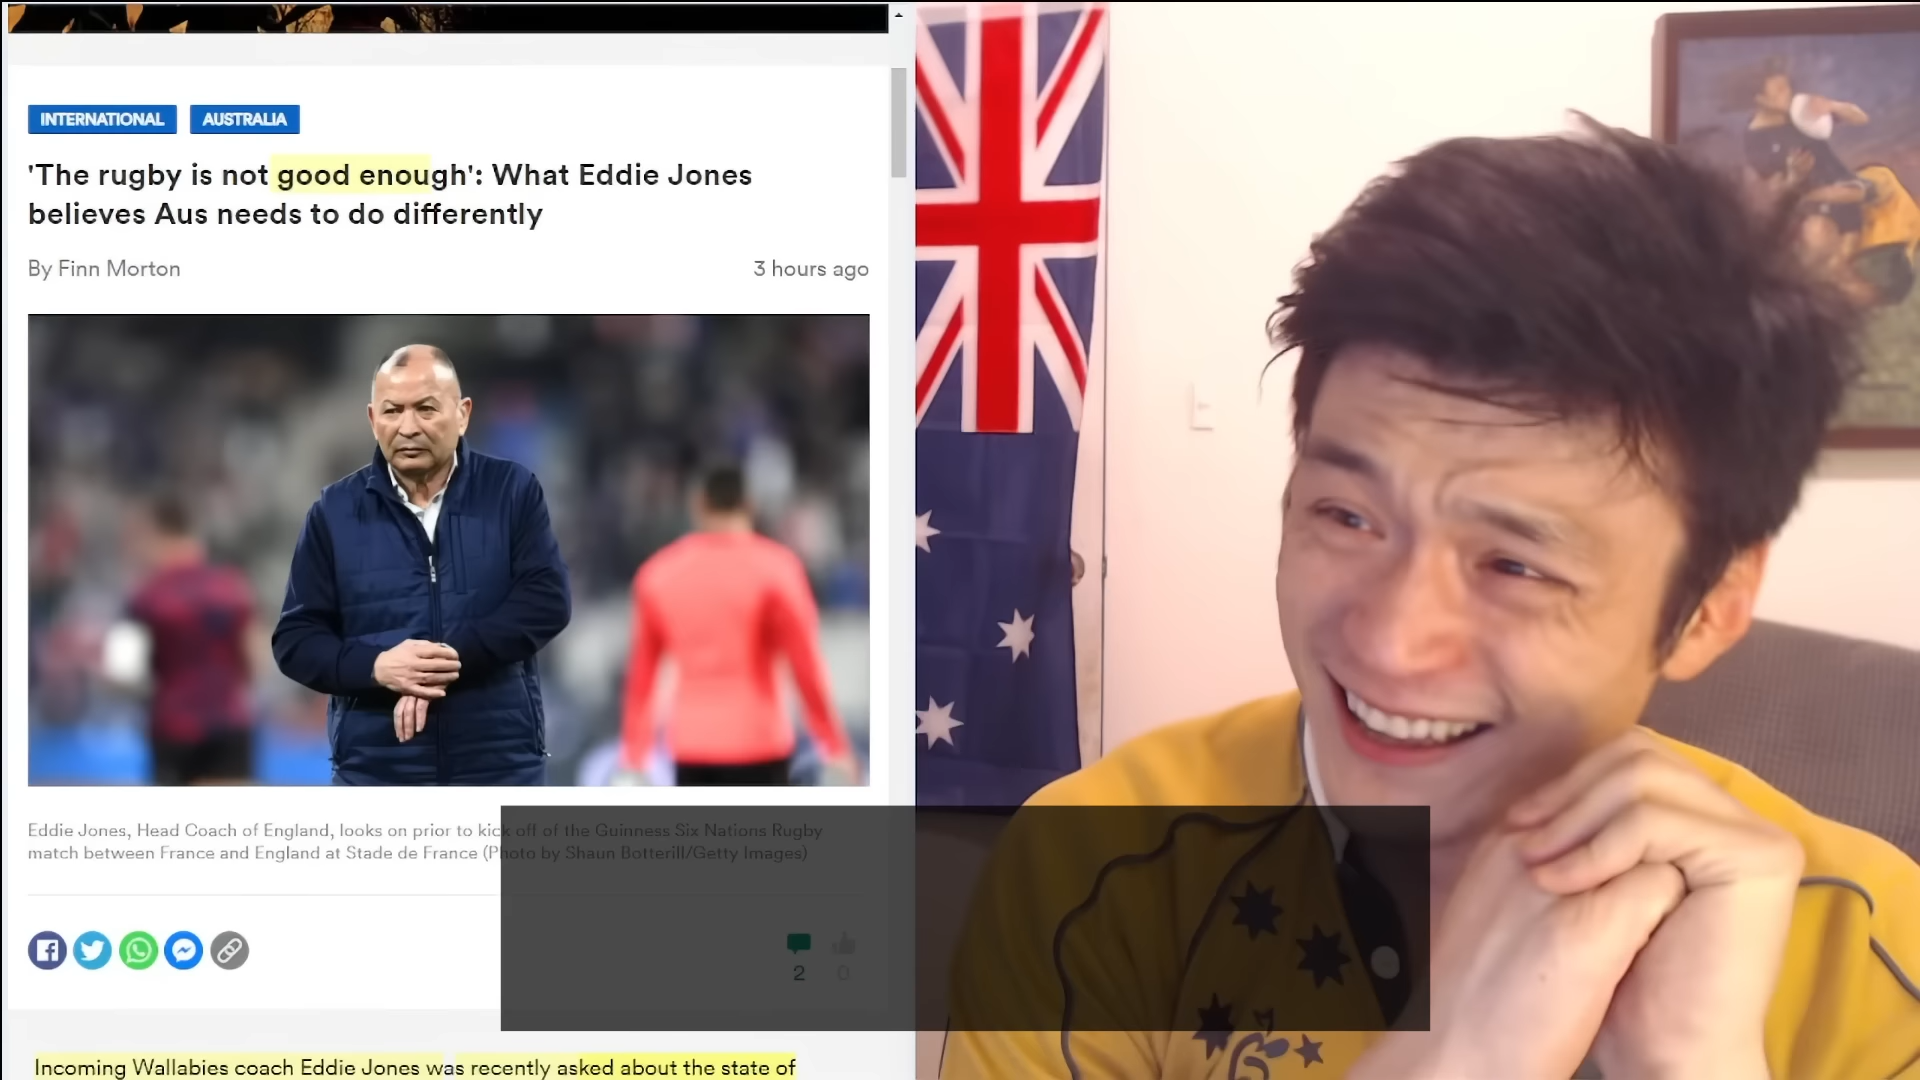 INTERNATIONAL
AUSTRALIA
'The rugby is not good enough': What Eddie Jones
believes Aus needs to do differently
By Finn Morton
3 hours ago
Eddie Jones, Head Coach of England, looks on prior to kick off of the Guinness Six Nations Rugby
match between France and England at Stade de France (Photo by Shaun Botterill/Getty Images)
2
0
Incoming Wallabies coach Eddie Jones was recently asked about the state of